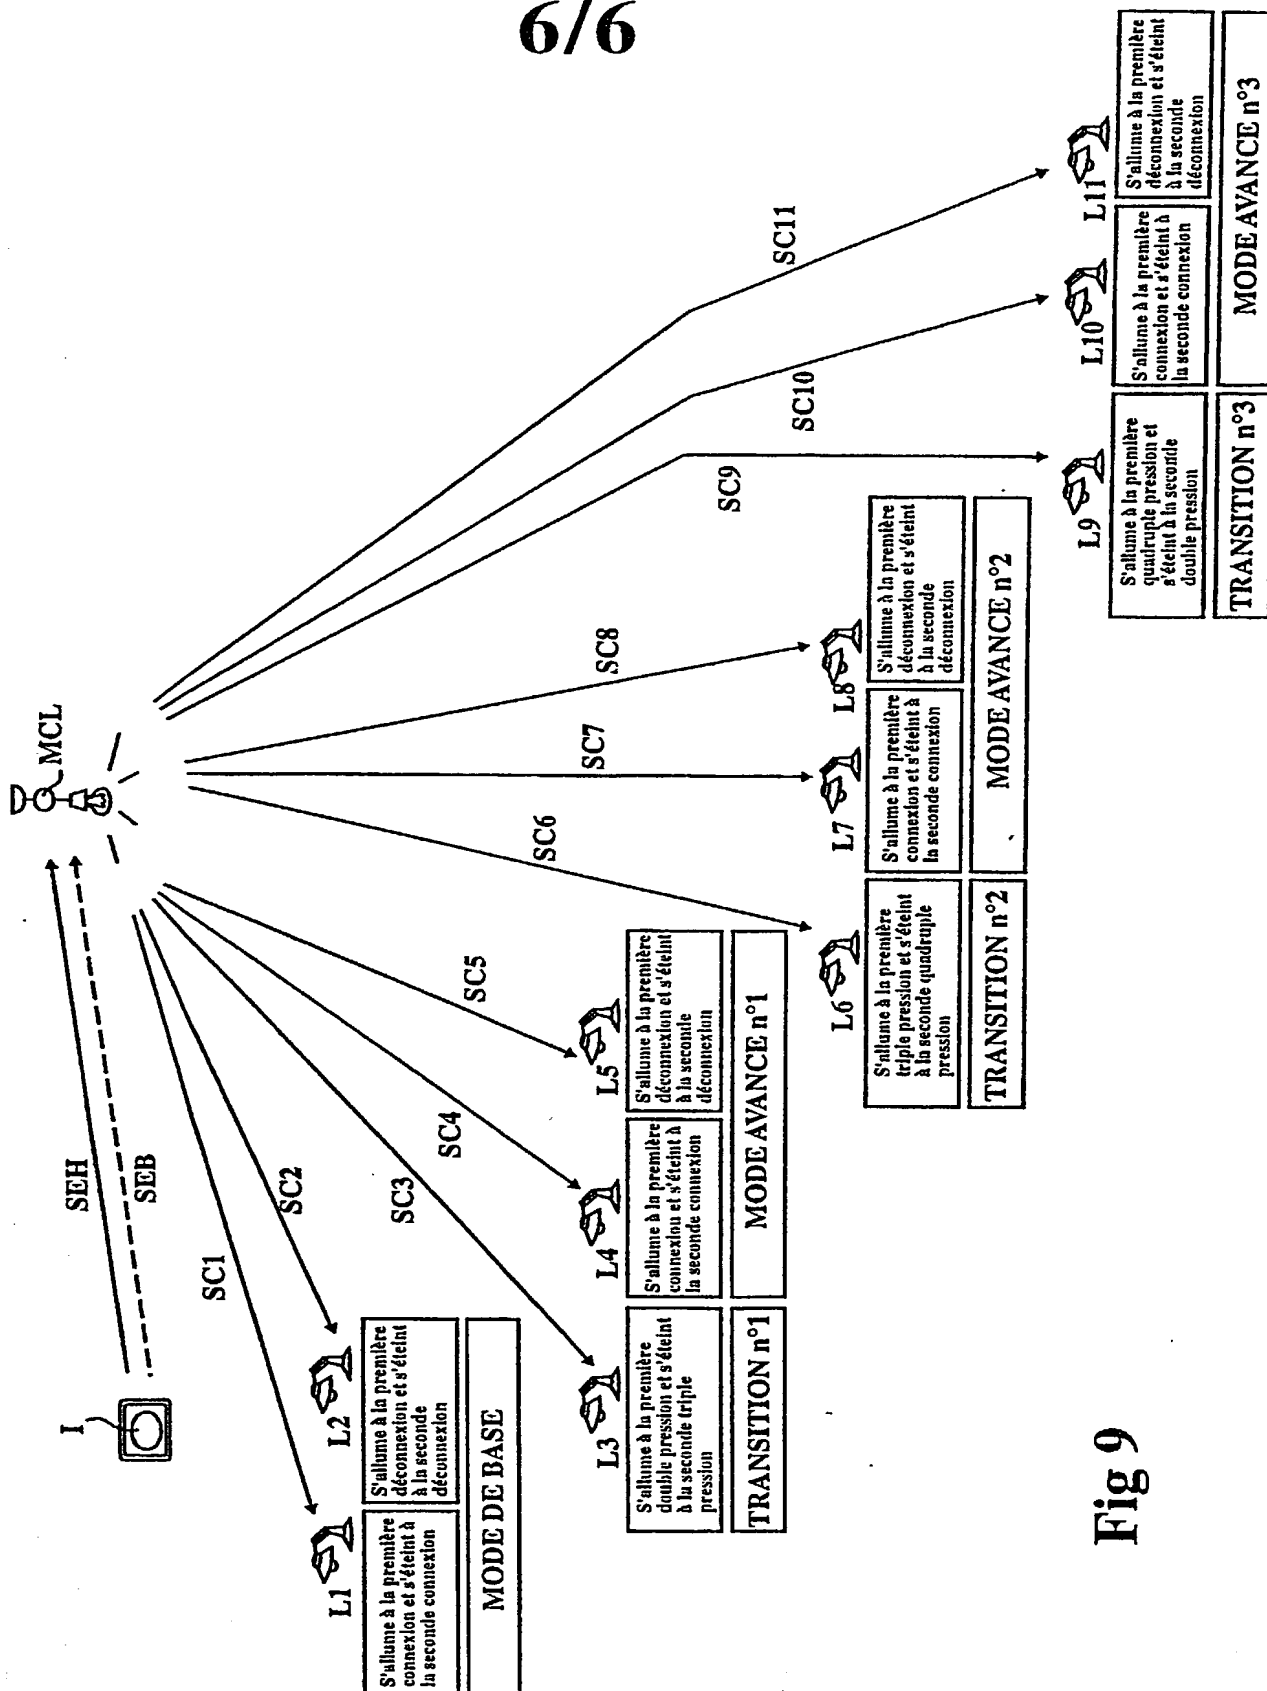 6/6
MCL
I
SEH
SEB
SC1
SC2
SC3
SC4
SC5
SC6
SC7
SC8
SC9
SC10
SC11
L1
S'allume à la première
connexion et s'éteint à
la seconde connexion
L2
S'allume à la première
déconnexion et s'éteint
à la seconde
déconnexion
MODE DE BASE
L3
S'allume à la première
double pression et s'éteint
à la seconde triple
pression
TRANSITION n°1
L4
S'allume à la première
connexion et s'éteint à
la seconde connexion
L5
S'allume à la première
déconnexion et s'éteint
à la seconde
déconnexion
MODE AVANCE n°1
L6
S'allume à la première
triple pression et s'éteint
à la seconde quadruple
pression
TRANSITION n°2
L7
S'allume à la première
connexion et s'éteint à
la seconde connexion
L8
S'allume à la première
déconnexion et s'éteint
à la seconde
déconnexion
MODE AVANCE n°2
L9
S'allume à la première
quadruple pression et
s'éteint à la seconde
double pression
TRANSITION n°3
L10
S'allume à la première
connexion et s'éteint à
la seconde connexion
L11
S'allume à la première
déconnexion et s'éteint
à la seconde
déconnexion
MODE AVANCE n°3
Fig 9